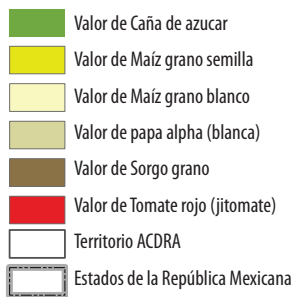 Valor de Caña de azucar
Valor de Maíz grano semilla
Valor de Maíz grano blanco
Valor de papa alpha (blanca)
Valor de Sorgo grano
Valor de Tomate rojo (jitomate)
Territorio ACDRA
Estados de la República Mexicana